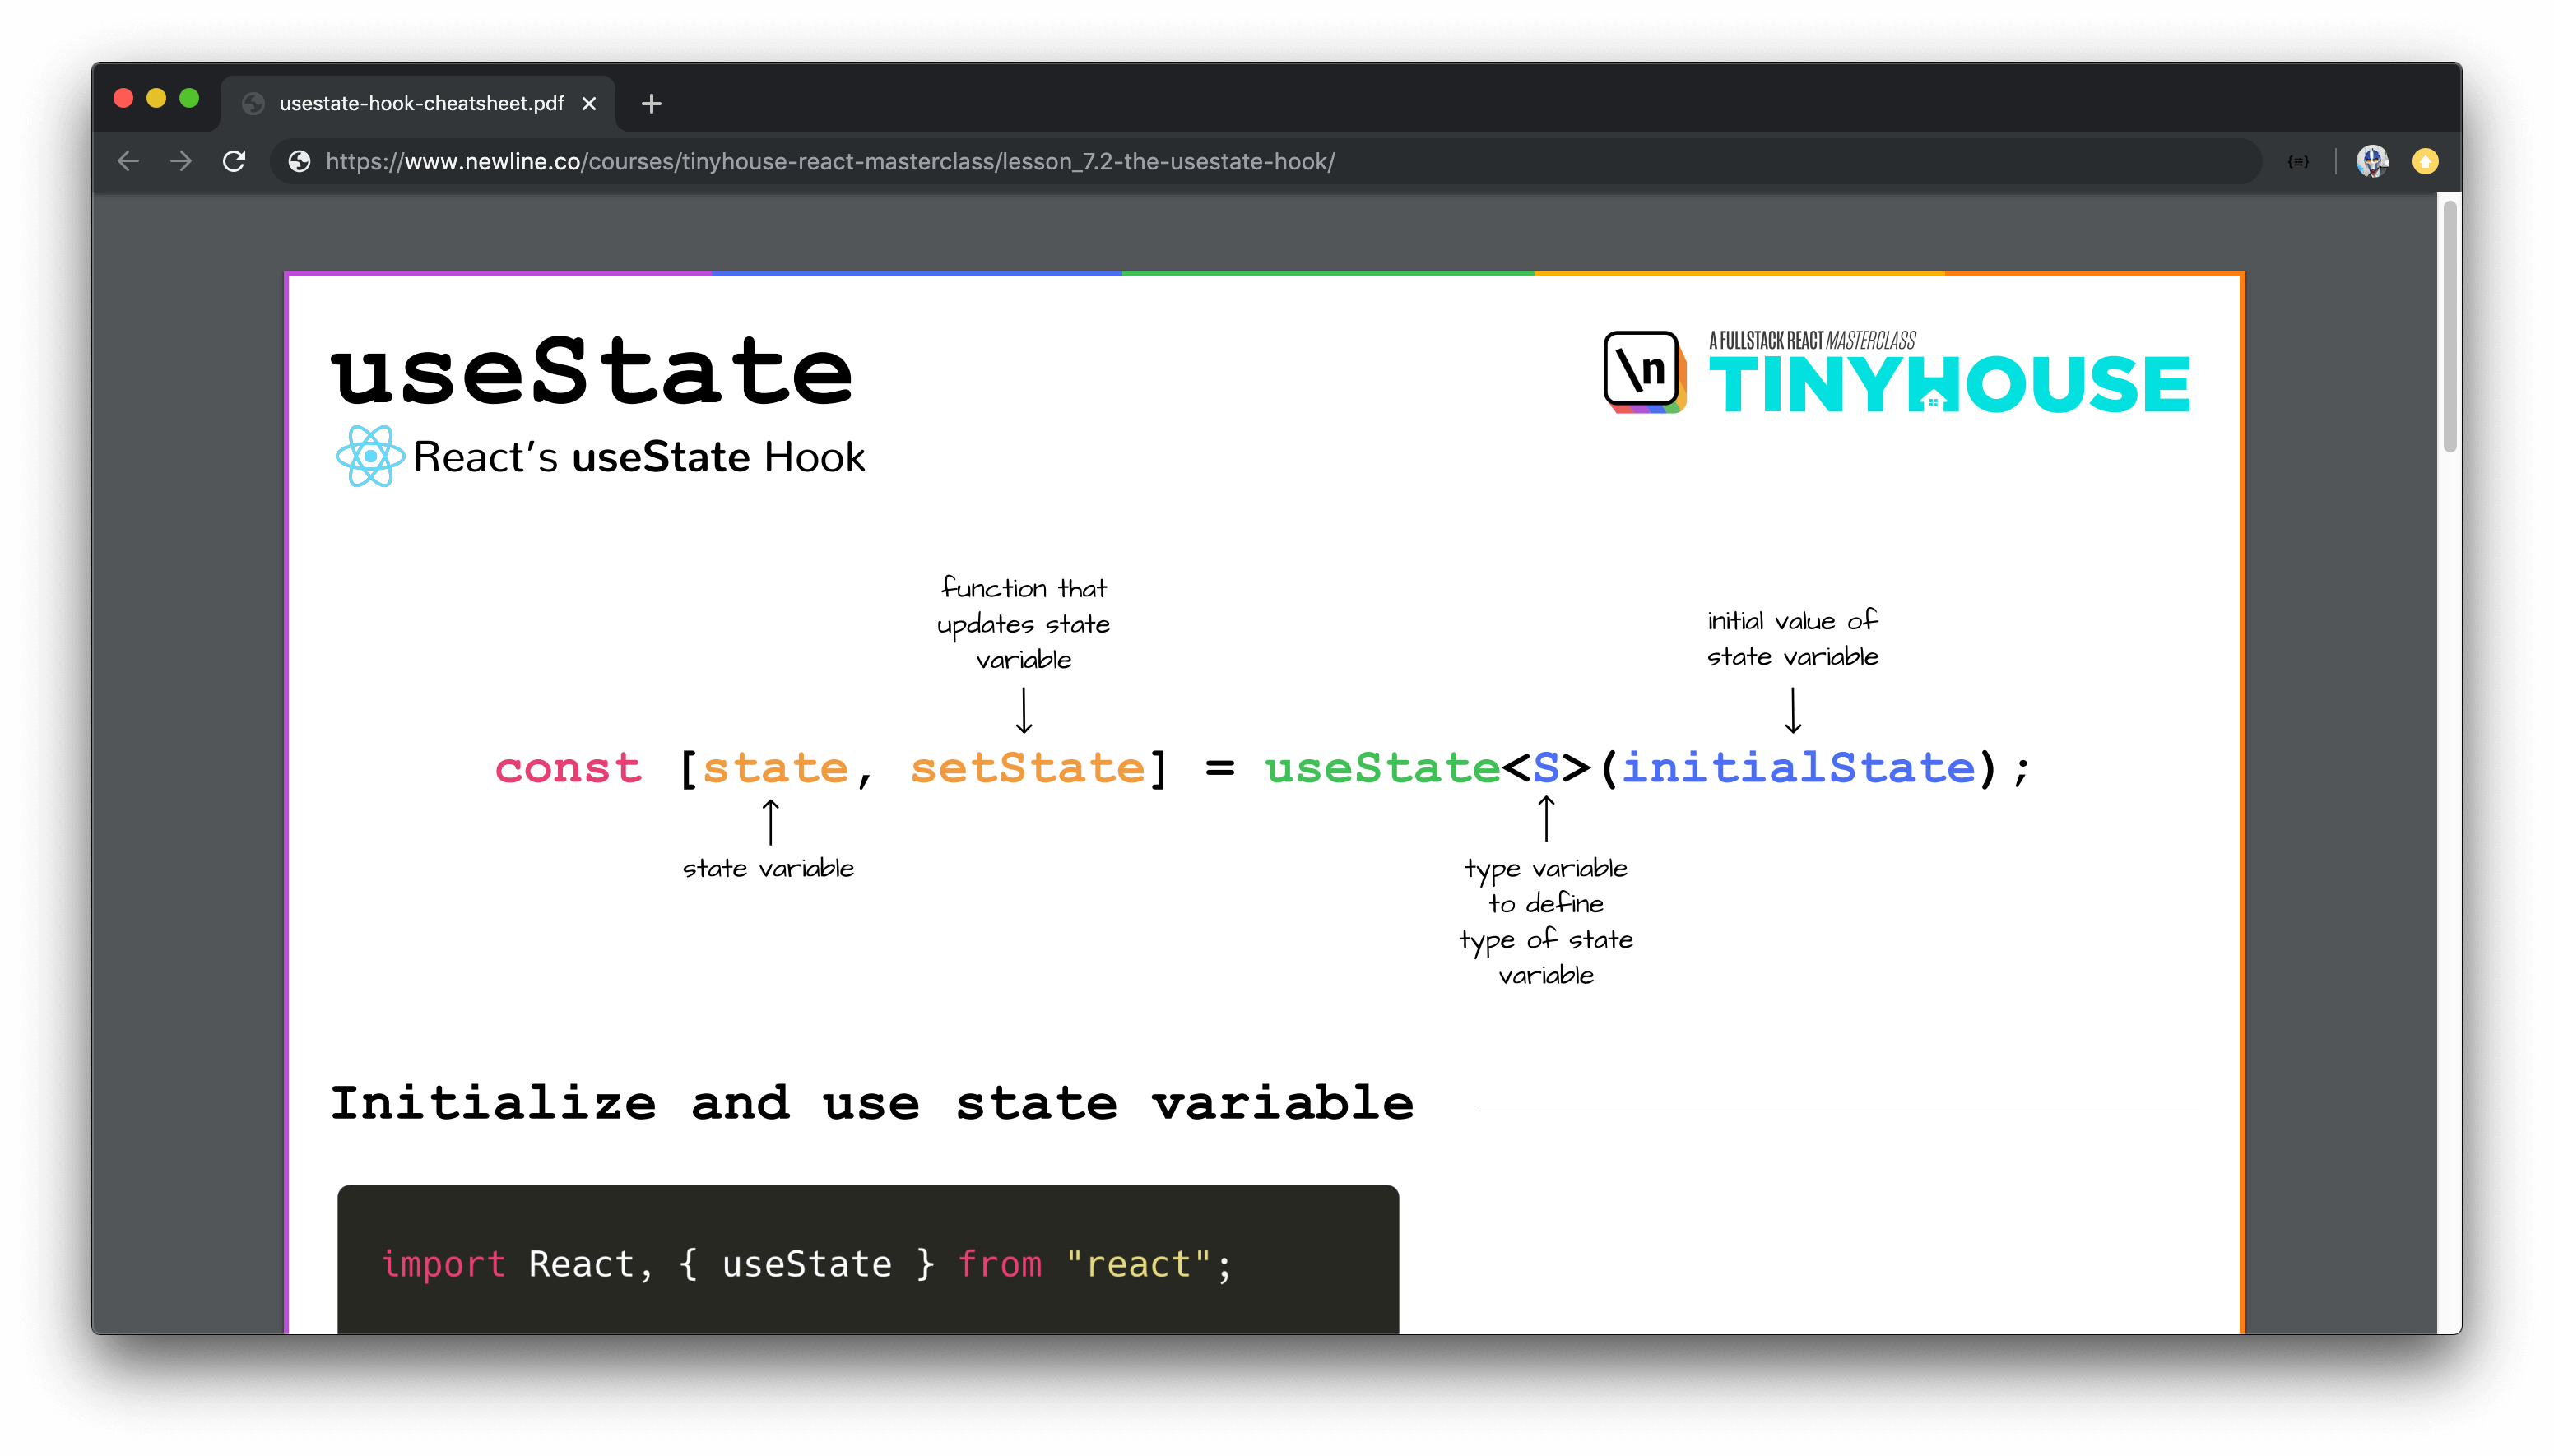 usestate-hook-cheatsheet.pdf
https://www.newline.co/courses/tinyhouse-react-masterclass/lesson_7.2-the-usestate-hook/
{≡}
useState
\n
A FULLSTACK REACT MASTERCLASS
TINYHOUSE
React's useState Hook
function that
updates state
variable
initial value of
state variable
const [state, setState] = useState<S>(initialState);
state variable
type variable
to define
type of state
variable
Initialize and use state variable
import React, { useState } from "react";